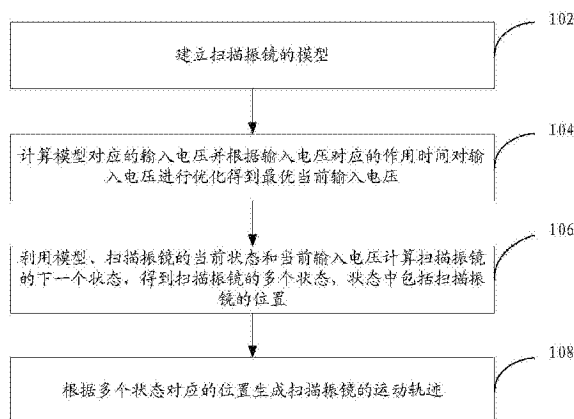 102
建立扫描振镜的模型
104
计算模型对应的输入电压并根据输入电压对应的作用时间对输
入电压进行优化得到最优当前输入电压
106
利用模型、扫描振镜的当前状态和当前输入电压计算扫描振镜
的下一个状态，得到扫描振镜的多个状态，状态中包括扫描振
镜的位置
108
根据多个状态对应的位置生成扫描振镜的运动轨迹.